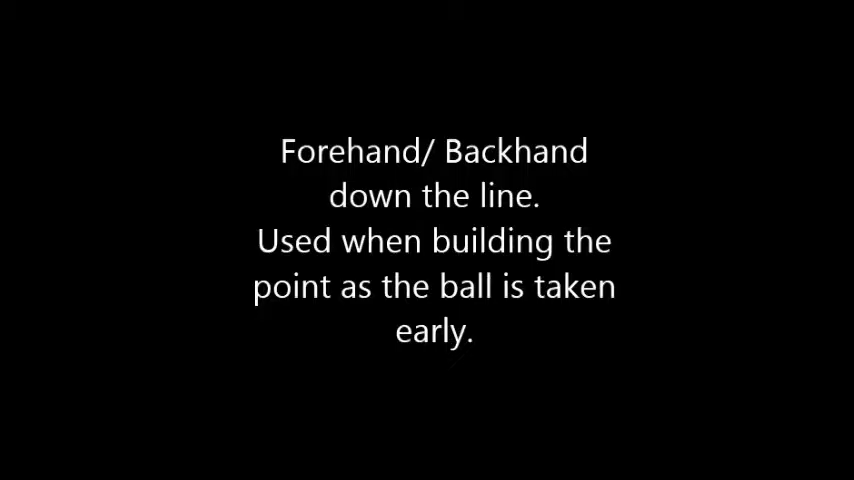 Forehand/ Backhand
down the line.
Used when building the
point as the ball is taken
early.